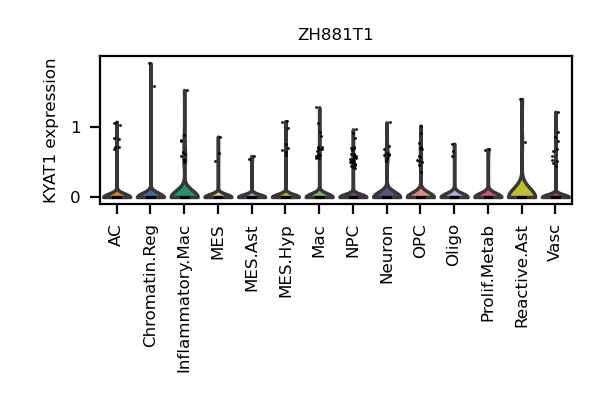 ZH881T1
KYAT1 expression
1
0
AC
Chromatin.Reg
Inflammatory.Mac
MES
MES.Ast
MES.Hyp
Mac
NPC
Neuron
OPC
Oligo
Prolif.Metab
Reactive.Ast
Vasc